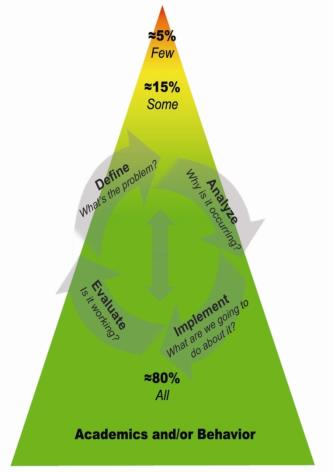 ≈5%
Few
≈15%
Some
Define
What's the problem?
Analyze
Why is it occurring?
Implement
What are we going to
do about it?
Evaluate
Is it working?
≈80%
All
Academics and/or Behavior